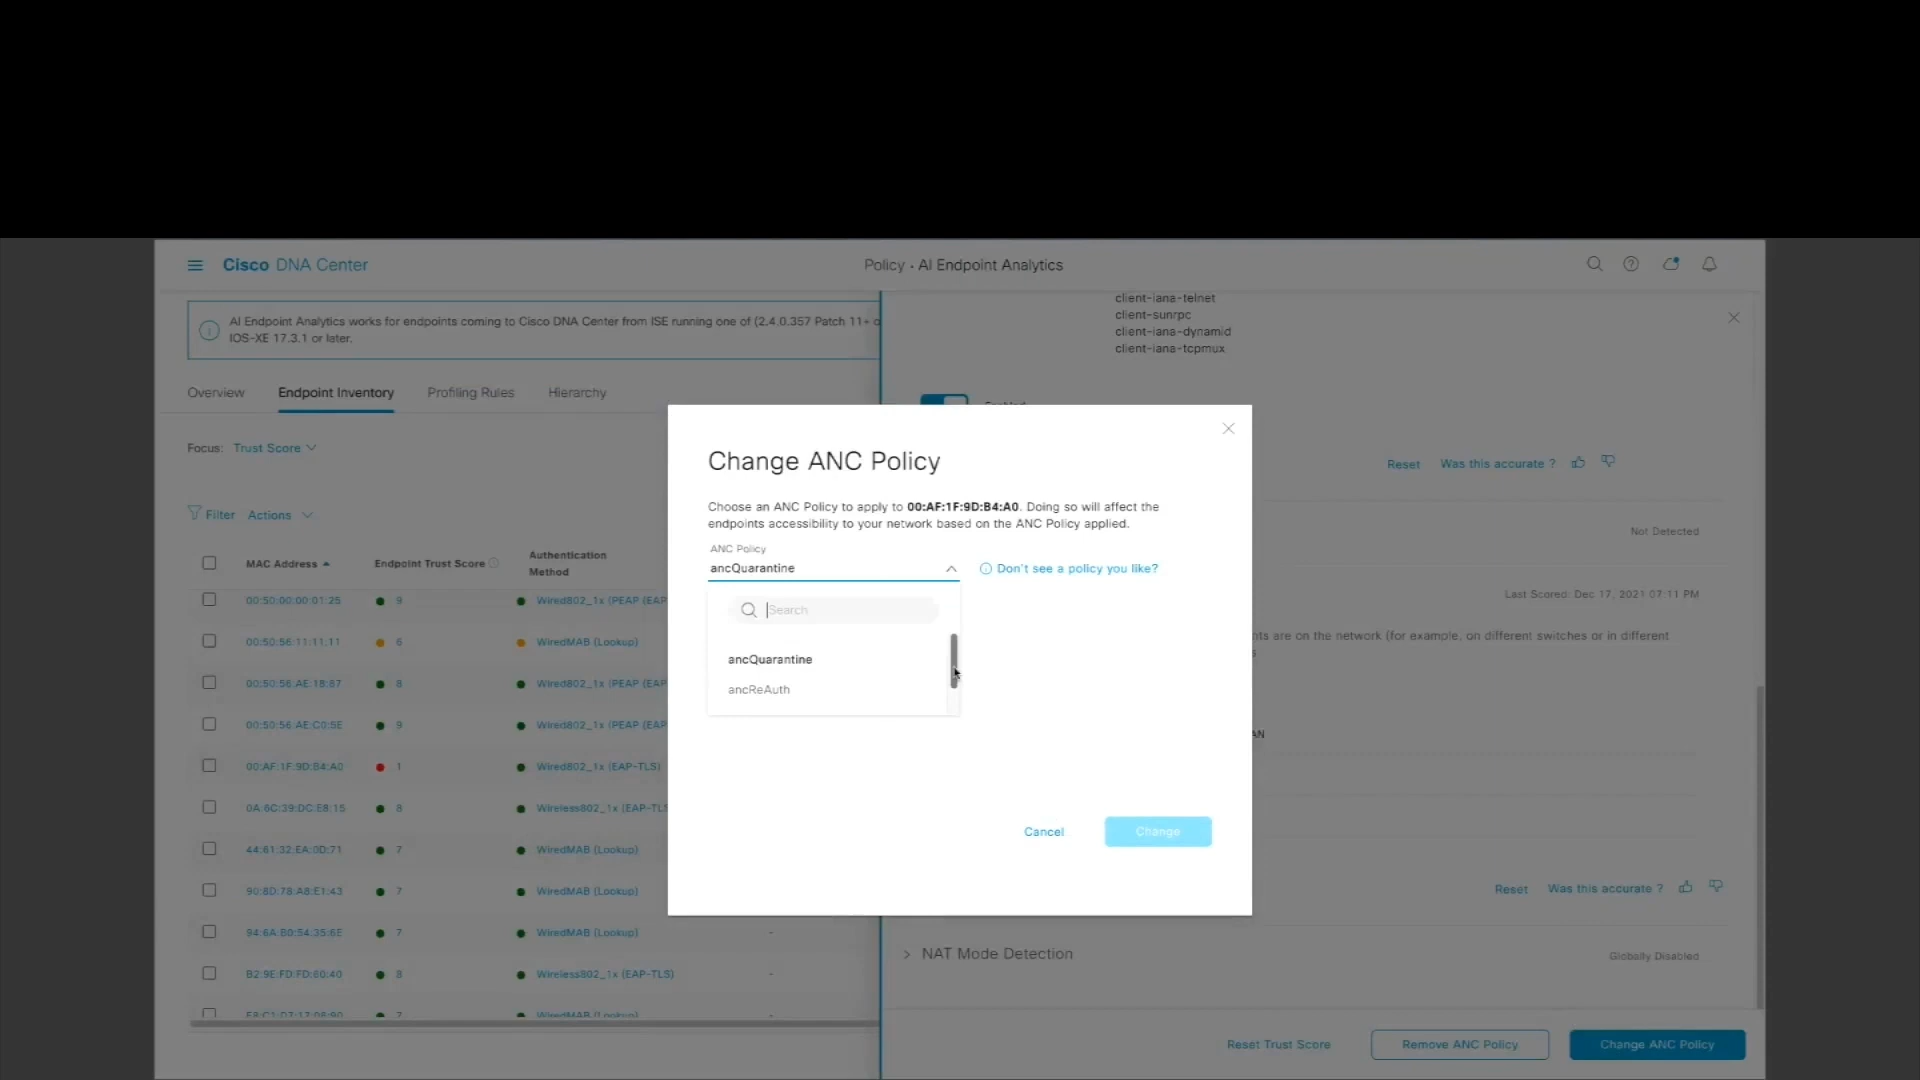 Cisco DNA Center
Policy · AI Endpoint Analytics
AI Endpoint Analytics works for endpoints coming to Cisco DNA Center from ISE running one of (2.4.0.357 Patch 11+ o
IOS-XE 17.3.1 or later.
client-iana-telnet
client-sunrpc
client-iana-dynamid
client-iana-tcpmux
Overview
Endpoint Inventory
Profiling Rules
Hierarchy
Enabled
Focus: Trust Score
Reset
Was this accurate ?
Filter
Actions
Not Detected
MAC Address
Endpoint Trust Score
Authentication
Method
Last Scored: Dec 17, 2021 07:11 PM
nts are on the network (for example, on different switches or in different
s
AN
00:50:00:00:01:25 9 Wired802_1x (PEAP (EAP
00:50:56:11:11:11 6 WiredMAB (Lookup)
00:50:56:AE:18:87 8 Wired802_1x (PEAP (EAP
00:50:56:AE:C0:5E 9 Wired802_1x (PEAP (EAP
00:AF:1F:9D:B4:A0 1 Wired802_1x (EAP-TLS)
0A:6C:39:DC:E8:15 8 Wireless802_1x (EAP-TLS
44:61:32:EA:0D:71 7 WiredMAB (Lookup)
90:8D:78:A8:E1:43 7 WiredMAB (Lookup)
94:6A:B0:54:35:6E 7 WiredMAB (Lookup) -
B2:9E:FD:FD:60:40 8 Wireless802_1x (EAP-TLS) -
7 WiredMAB (Lookup) -
Change ANC Policy
Choose an ANC Policy to apply to 00:AF:1F:9D:B4:A0. Doing so will affect the
endpoints accessibility to your network based on the ANC Policy applied.
ANC Policy
ancQuarantine
Don't see a policy you like?
Search
ancQuarantine
ancReAuth
Cancel
Change
Reset
Was this accurate ?
NAT Mode Detection
Globally Disabled
Reset Trust Score
Remove ANC Policy
Change ANC Policy